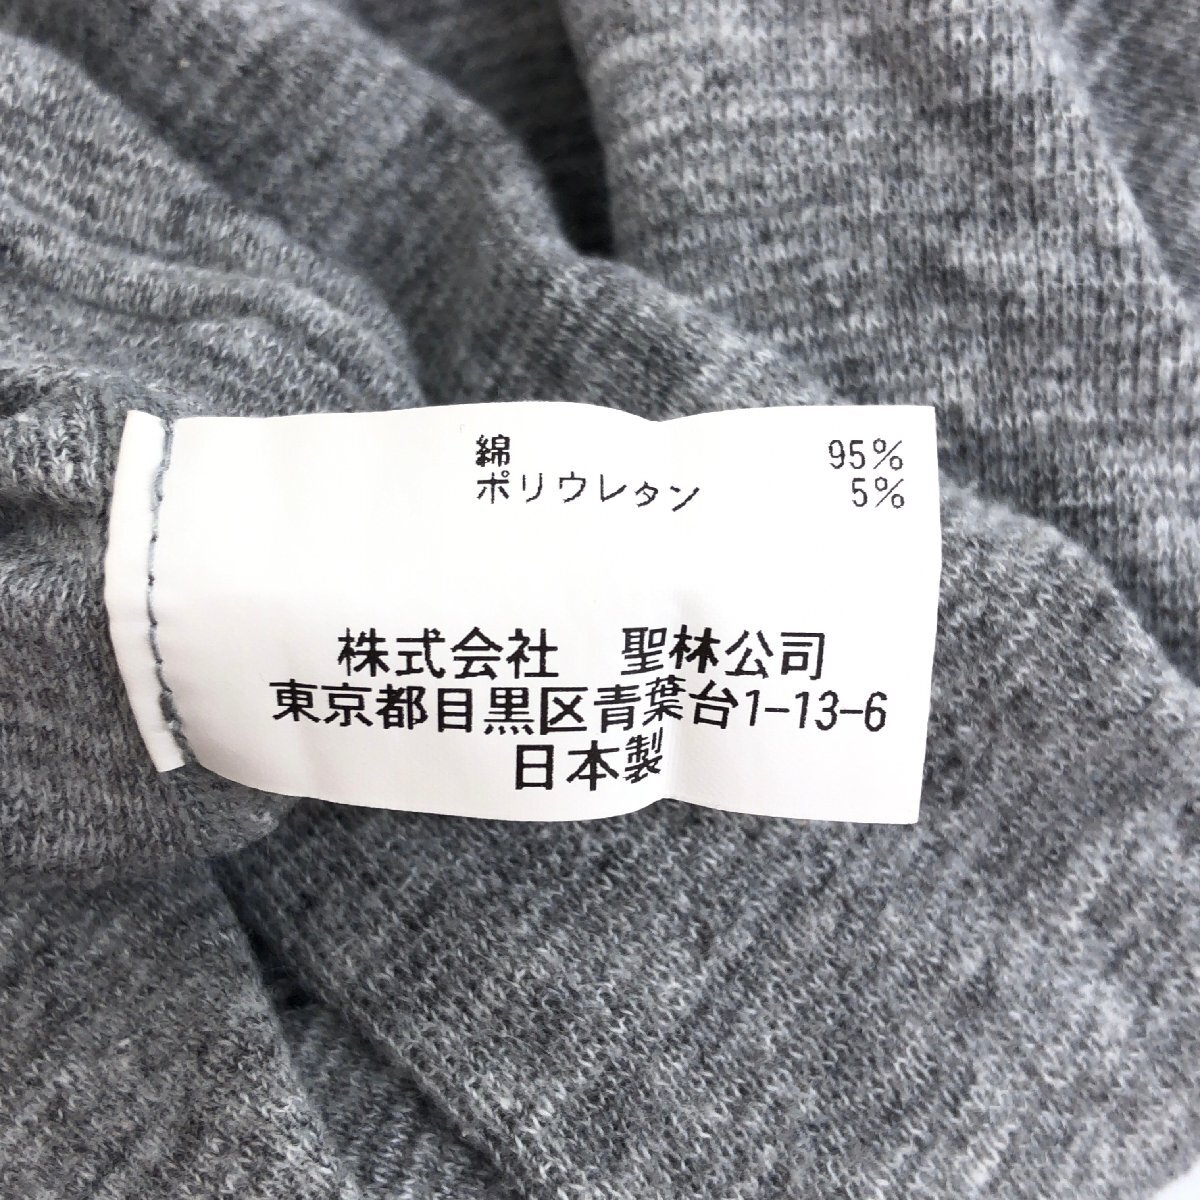 綿 95%
ポリウレタン 5%
株式会社 聖林公司
東京都目黒区青葉台1-13-6
日本製